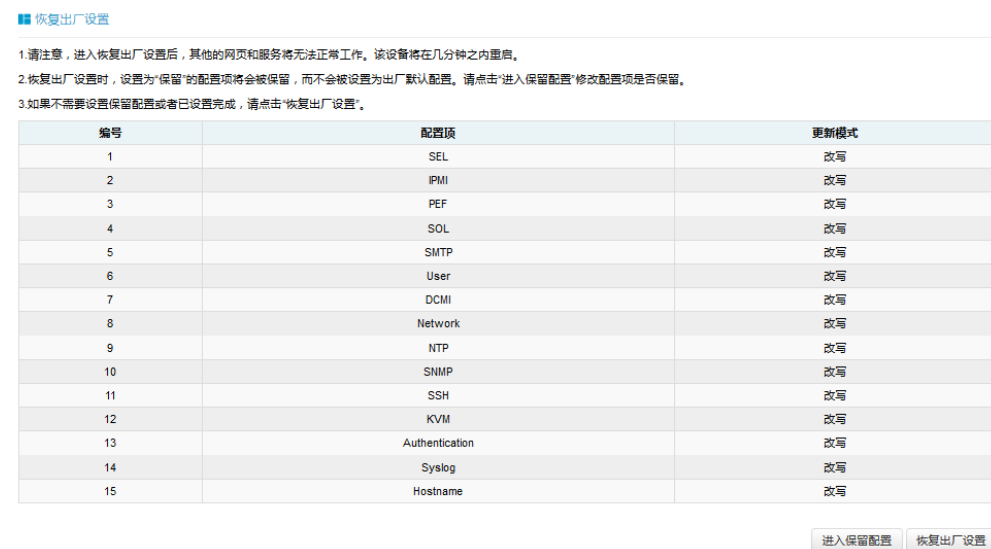 恢复出厂设置
1.请注意，进入恢复出厂设置后，其他的网页和服务将无法正常工作。该设备将在几分钟之内重启。
2.恢复出厂设置时，设置为“保留”的配置项将会被保留，而不会被设置为出厂默认配置。请点击“进入保留配置”修改配置项是否保留。
3.如果不需要设置保留配置或者已设置完成，请点击“恢复出厂设置”。
编号 配置顶 更新模式
1 SEL 改写
2 IPMI 改写
3 PEF 改写
4 SOL 改写
5 SMTP 改写
6 User 改写
7 DCMI 改写
8 Network 改写
9 NTP 改写
10 SNMP 改写
11 SSH 改写
12 KVM 改写
13 Authentication 改写
14 Syslog 改写
15 Hostname 改写
进入保留配置 恢复出厂设置